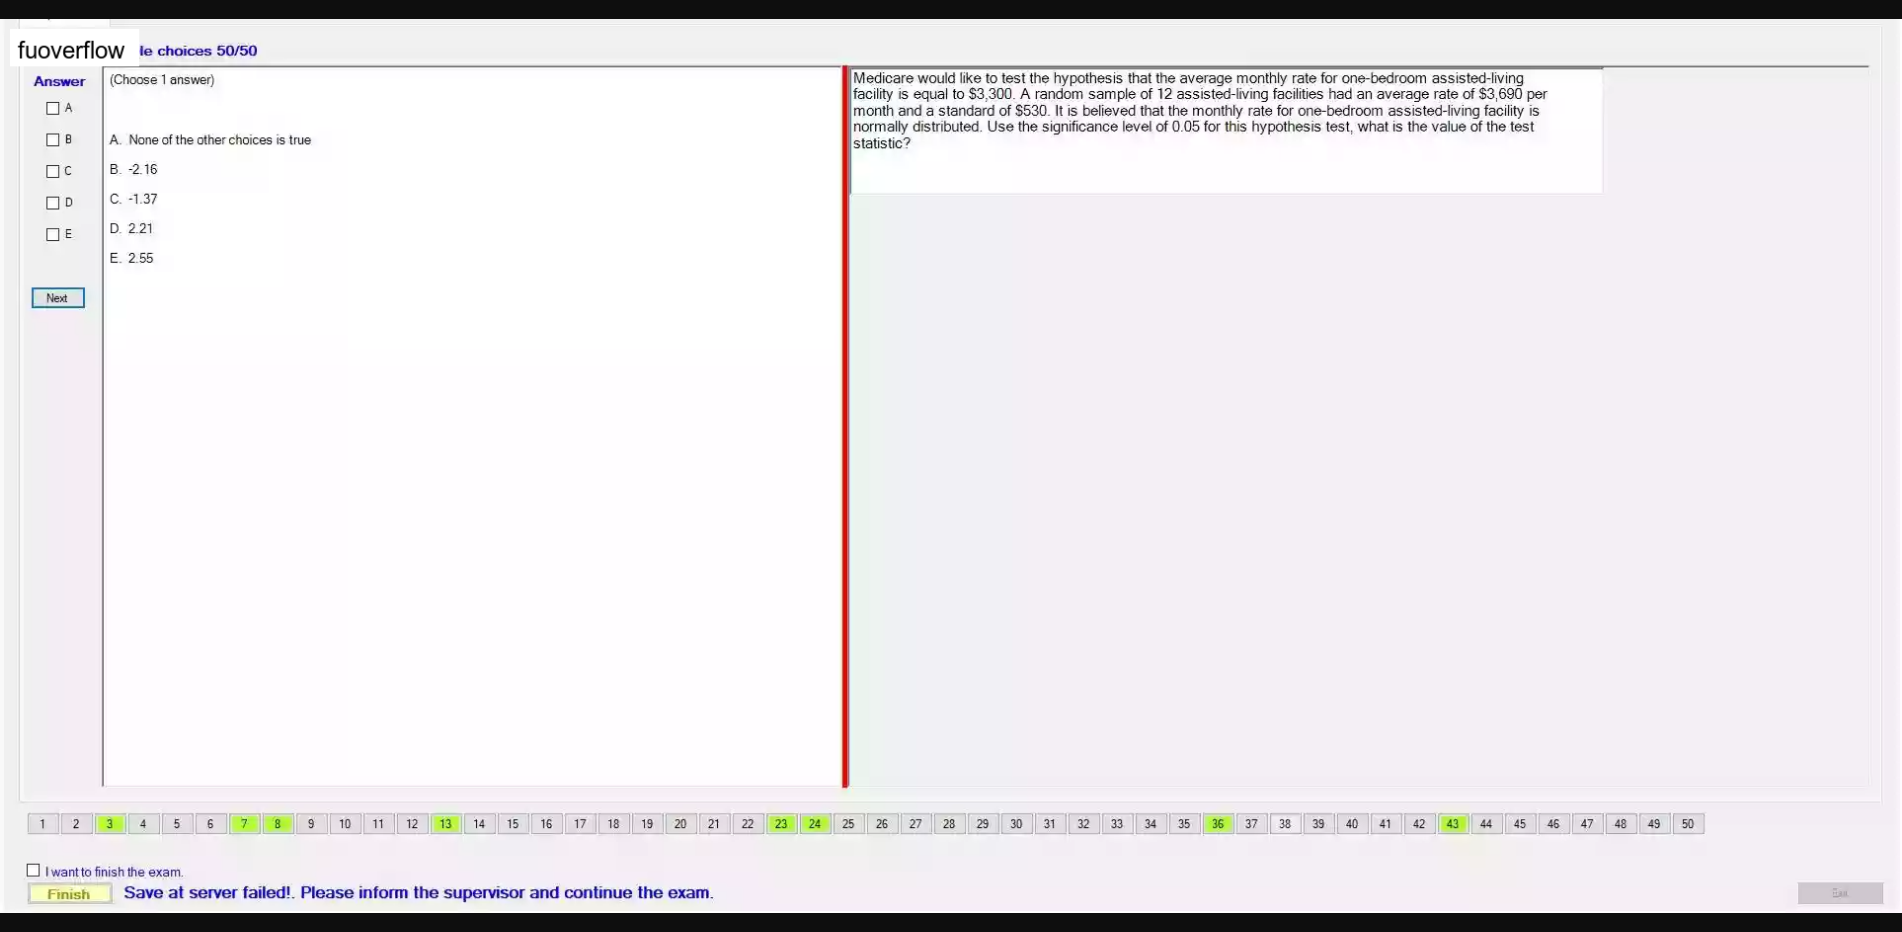 fuoverflow
le choices 50/50
Answer
(Choose 1 answer)
A
B
C
D
E
Next
A. None of the other choices is true
B. -2.16
C. -1.37
D. 2.21
E. 2.55
Medicare would like to test the hypothesis that the average monthly rate for one-bedroom assisted-living
facility is equal to $3,300. A random sample of 12 assisted-living facilities had an average rate of $3,690 per
month and a standard of $530. It is believed that the monthly rate for one-bedroom assisted-living facility is
normally distributed. Use the significance level of 0.05 for this hypothesis test, what is the value of the test
statistic?
1 2 3 4 5 6 7 8 9 10 11 12 13 14 15 16 17 18 19 20 21 22 23 24 25 26 27 28 29 30 31 32 33 34 35 36 37 38 39 40 41 42 43 44 45 46 47 48 49 50
I want to finish the exam.
Finish
Save at server failed!. Please inform the supervisor and continue the exam.